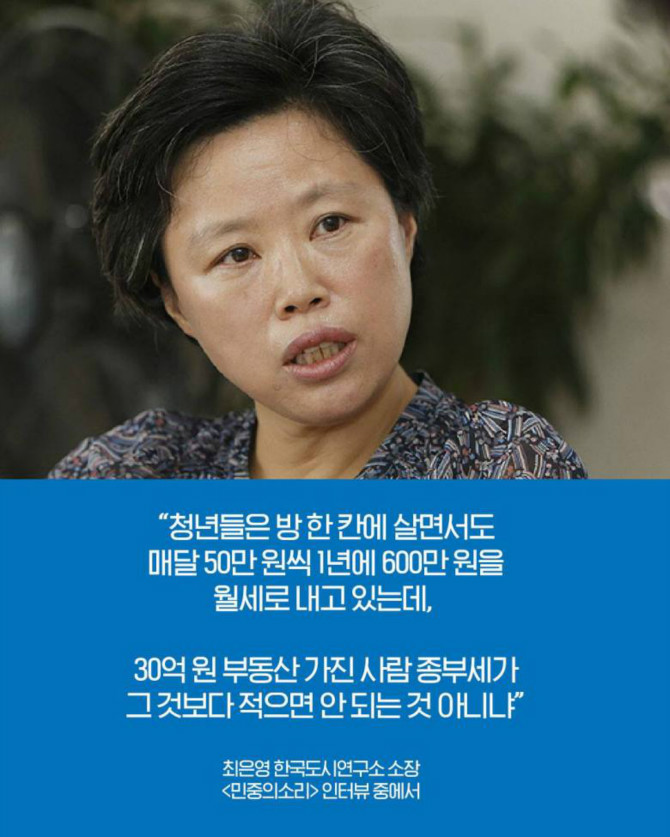 “청년들은 방 한 칸에 살면서도
매달 50만 원씩 1년에 600만 원을
월세로 내고 있는데,
30억 원 부동산 가진 사람 종부세가
그 것보다 적으면 안 되는 것 아니냐”
최은영 한국도시연구소 소장
<민중의소리> 인터뷰 중에서